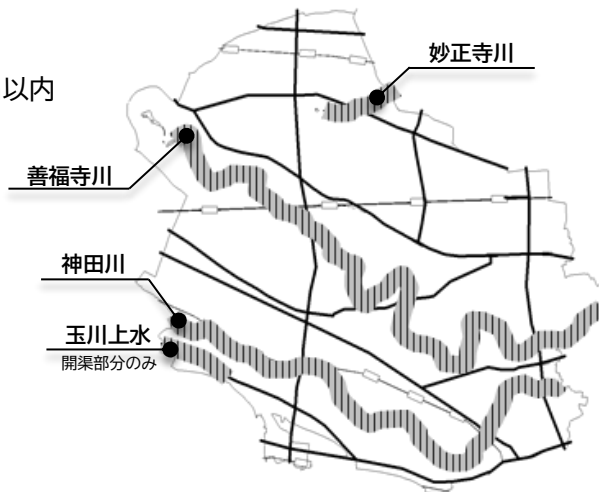 妙正寺川
以内
善福寺川
神田川
玉川上水
開渠部分のみ